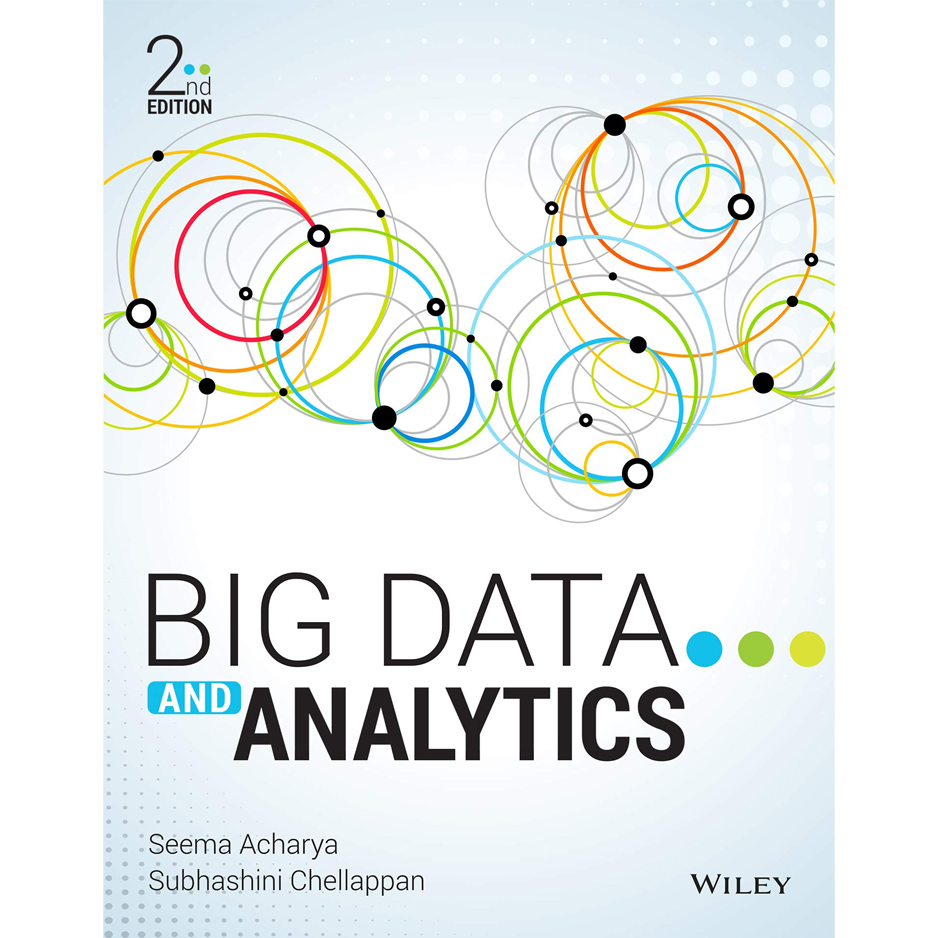 2nd
EDITION
BIG DATA
AND ANALYTICS
Seema Acharya
Subhashini Chellappan
WILEY